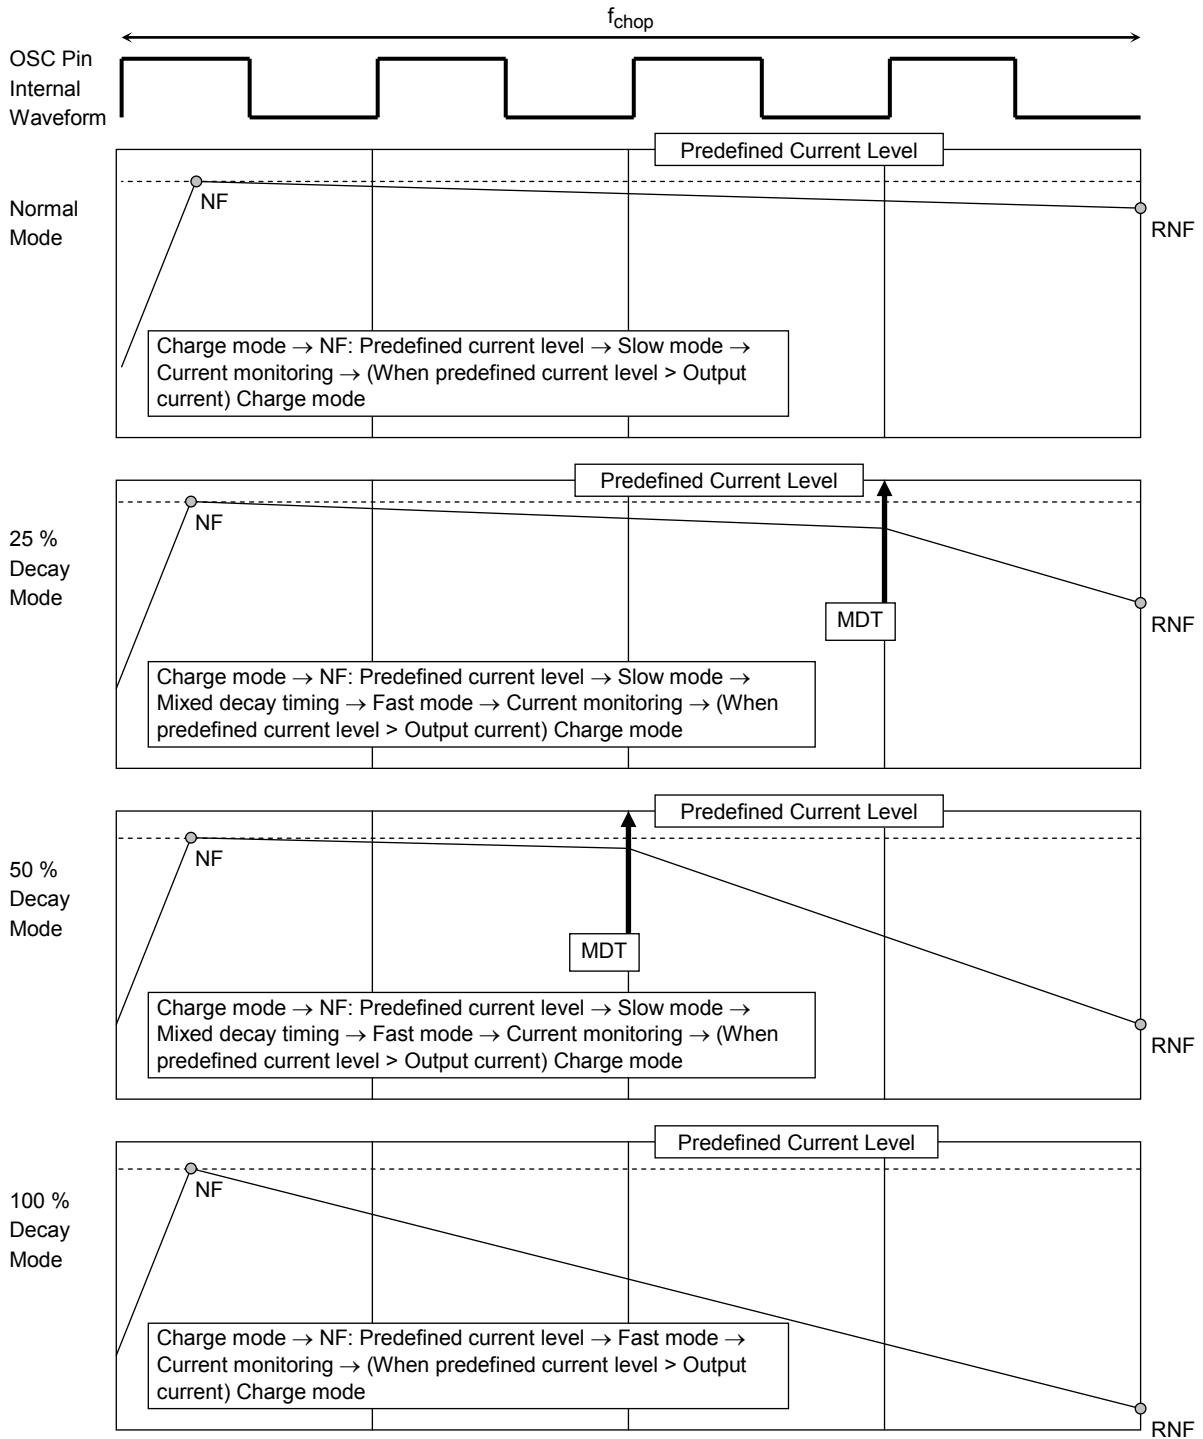 f_chop
OSC Pin
Internal
Waveform
Predefined Current Level
Normal
Mode
NF
RNF
Charge mode → NF: Predefined current level → Slow mode →
Current monitoring → (When predefined current level > Output
current) Charge mode
Predefined Current Level
25 %
Decay
Mode
NF
MDT
RNF
Charge mode → NF: Predefined current level → Slow mode →
Mixed decay timing → Fast mode → Current monitoring → (When
predefined current level > Output current) Charge mode
Predefined Current Level
50 %
Decay
Mode
NF
MDT
RNF
Charge mode → NF: Predefined current level → Slow mode →
Mixed decay timing → Fast mode → Current monitoring → (When
predefined current level > Output current) Charge mode
Predefined Current Level
100 %
Decay
Mode
NF
Charge mode → NF: Predefined current level → Fast mode →
Current monitoring → (When predefined current level > Output
current) Charge mode
RNF